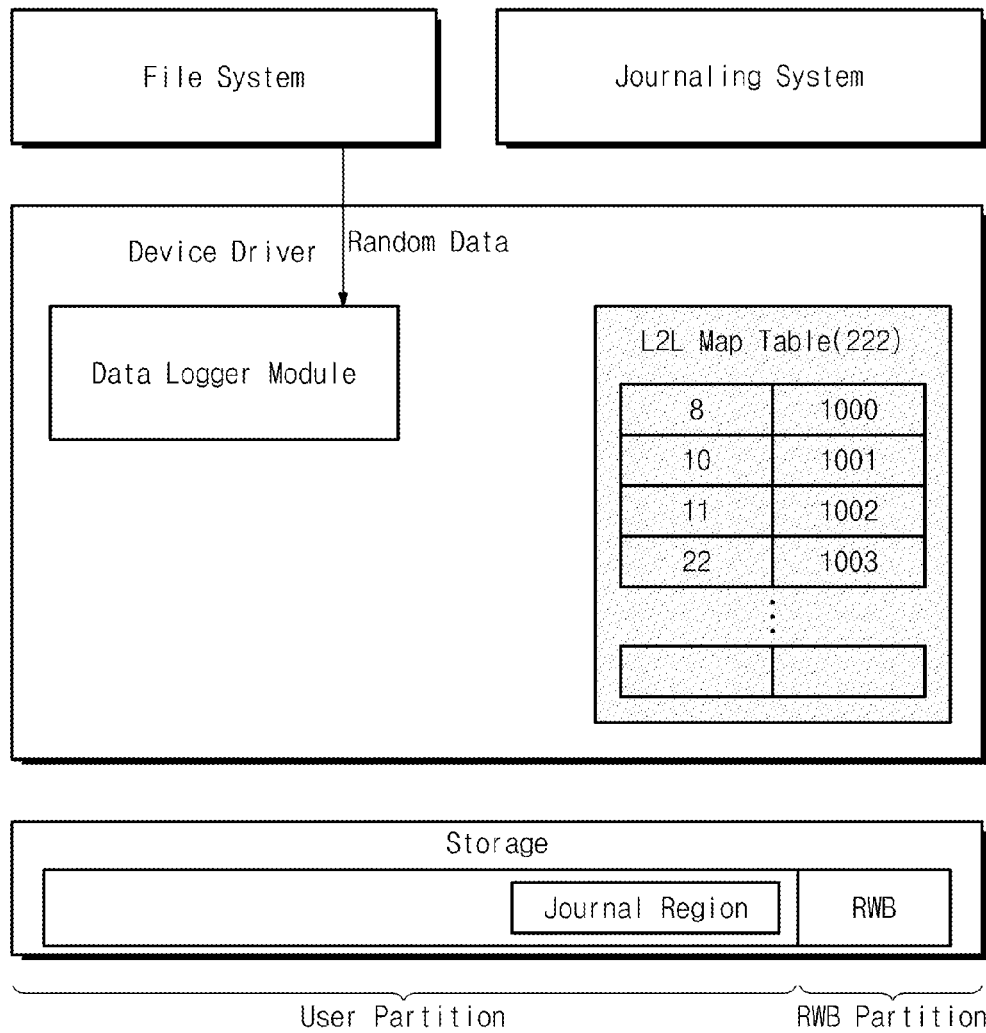 File System
Journaling System
Device Driver
Random Data
Data Logger Module
L2L Map Table(222)
8 1000
10 1001
11 1002
22 1003
Storage
Journal Region
RWB
User Partition
RWB Partition